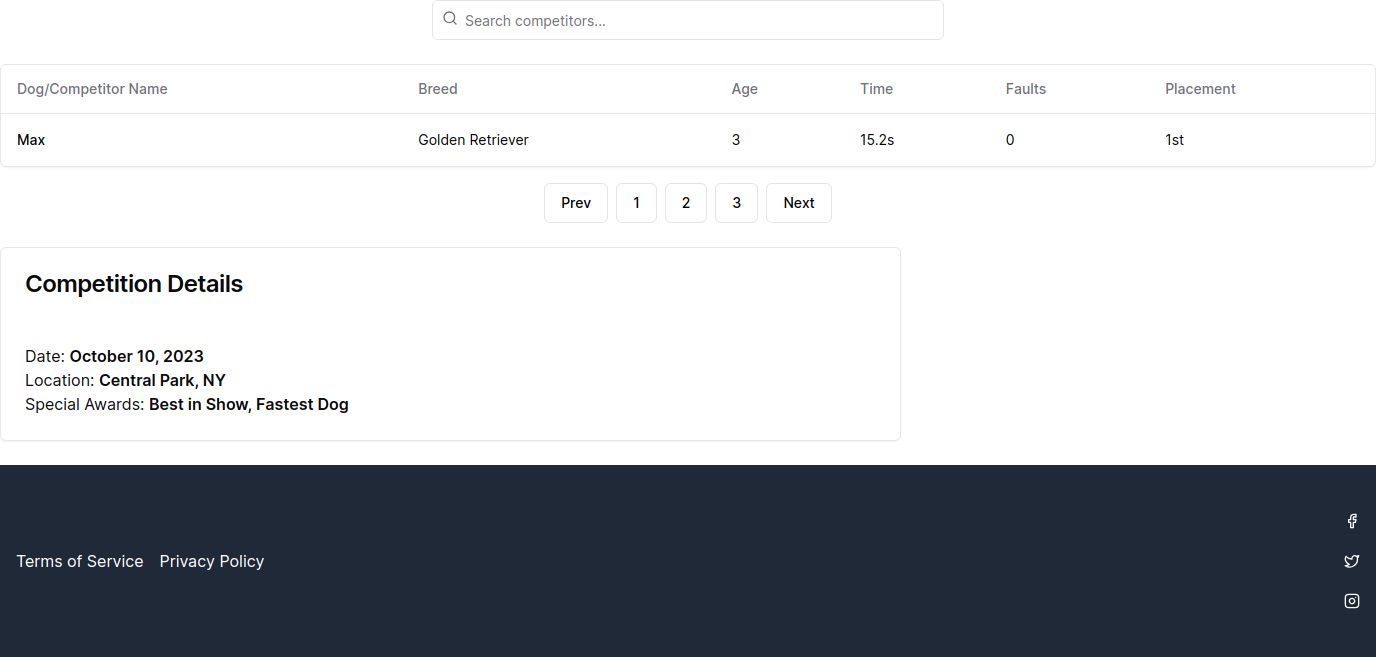 Search competitors...
Dog/Competitor Name Breed Age Time Faults Placement
Max Golden Retriever 3 15.2s 0 1st
Prev 1 2 3 Next
Competition Details
Date: October 10, 2023
Location: Central Park, NY
Special Awards: Best in Show, Fastest Dog
Terms of Service Privacy Policy